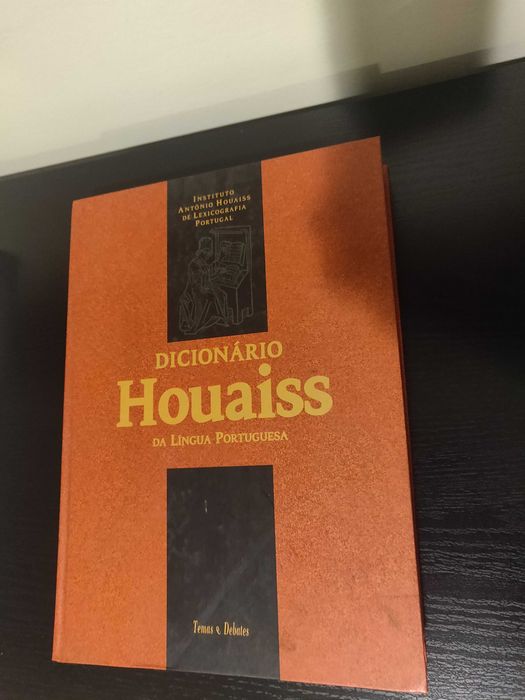 INSTITUTO
ANTÓNIO HOUAISS
DE LEXICOGRAFIA
PORTUGAL
DICIONÁRIO
Houaiss
DA LÍNGUA PORTUGUESA
Temas e Debates